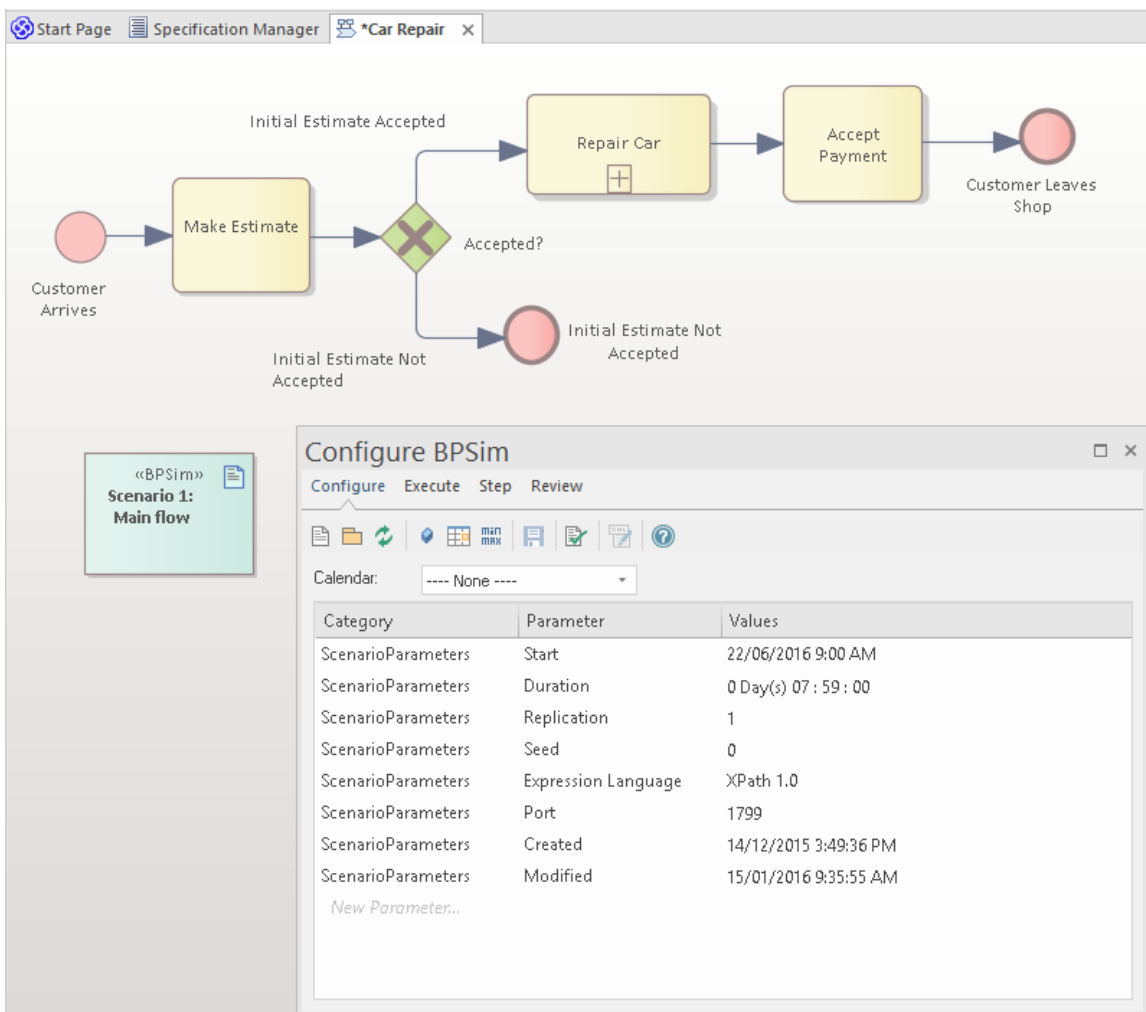 Start Page Specification Manager *Car Repair
Initial Estimate Accepted
Repair Car
Accept
Payment
Customer Leaves
Shop
Make Estimate
Accepted?
Customer
Arrives
Initial Estimate Not
Accepted
Initial Estimate Not
Accepted
«BPSim»
Scenario 1:
Main flow
Configure BPSim
Configure Execute Step Review
min
max
XML
Calendar: ---- None ----
Category Parameter Values
ScenarioParameters Start 22/06/2016 9:00 AM
ScenarioParameters Duration 0 Day(s) 07 : 59 : 00
ScenarioParameters Replication 1
ScenarioParameters Seed 0
ScenarioParameters Expression Language XPath 1.0
ScenarioParameters Port 1799
ScenarioParameters Created 14/12/2015 3:49:36 PM
ScenarioParameters Modified 15/01/2016 9:35:55 AM
New Parameter...